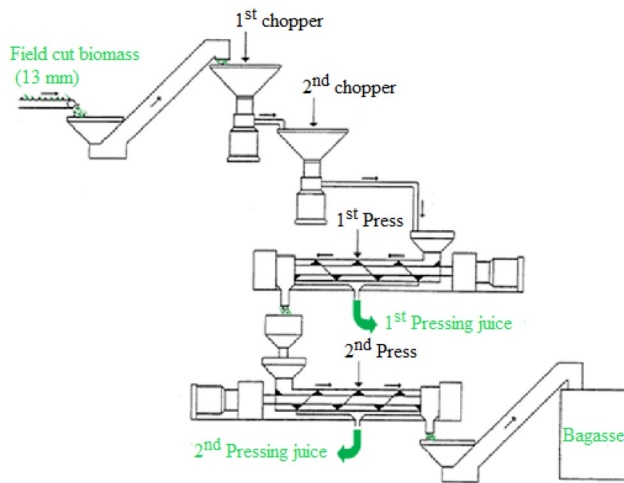 1st chopper
Field cut biomass
(13 mm)
2nd chopper
1st Press
1st Pressing juice
2nd Press
2nd Pressing juice
Bagasse